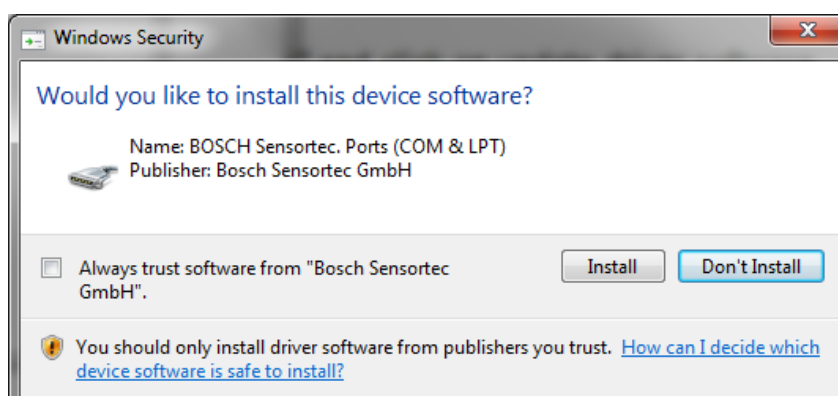 Windows Security
Would you like to install this device software?
Name: BOSCH Sensortec. Ports (COM & LPT)
Publisher: Bosch Sensortec GmbH
Always trust software from "Bosch Sensortec
GmbH".
Install
Don't Install
You should only install driver software from publishers you trust. How can I decide which
device software is safe to install?